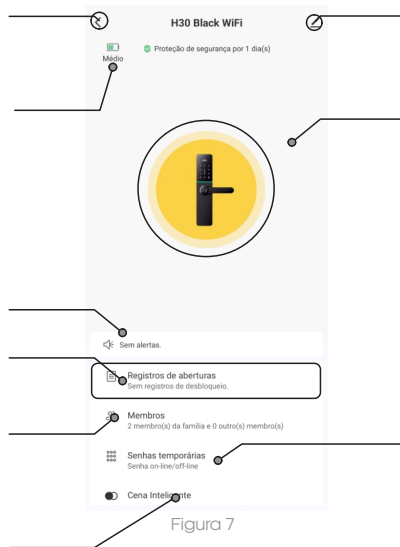 H30 Black WiFi
Médio
Proteção de segurança por 1 dia(s)
Sem alertas.
Registros de aberturas
Sem registros de desbloqueio.
Membros
2 membro(s) da família e 0 outro(s) membro(s)
Senhas temporárias
Senha on-line/off-line
Cena Inteligente
Figura 7